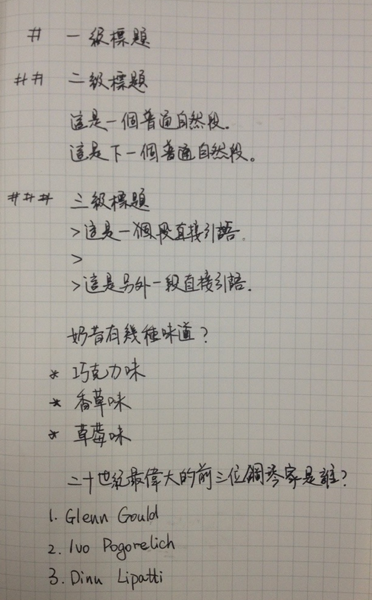 # 一級標題
## 二級標題
這是一個普通自然段.
這是下一個普通自然段。
### 三級標題
>這是一個段直接引語.
>
>這是另外一段直接引語.
奶昔有幾種味道?
* 巧克力味
* 香草味
* 草莓味
二十世紀最偉大的前三位鋼琴家是誰?
1. Glenn Gould
2. Ivo Pogorelich
3. Dinu Lipatti